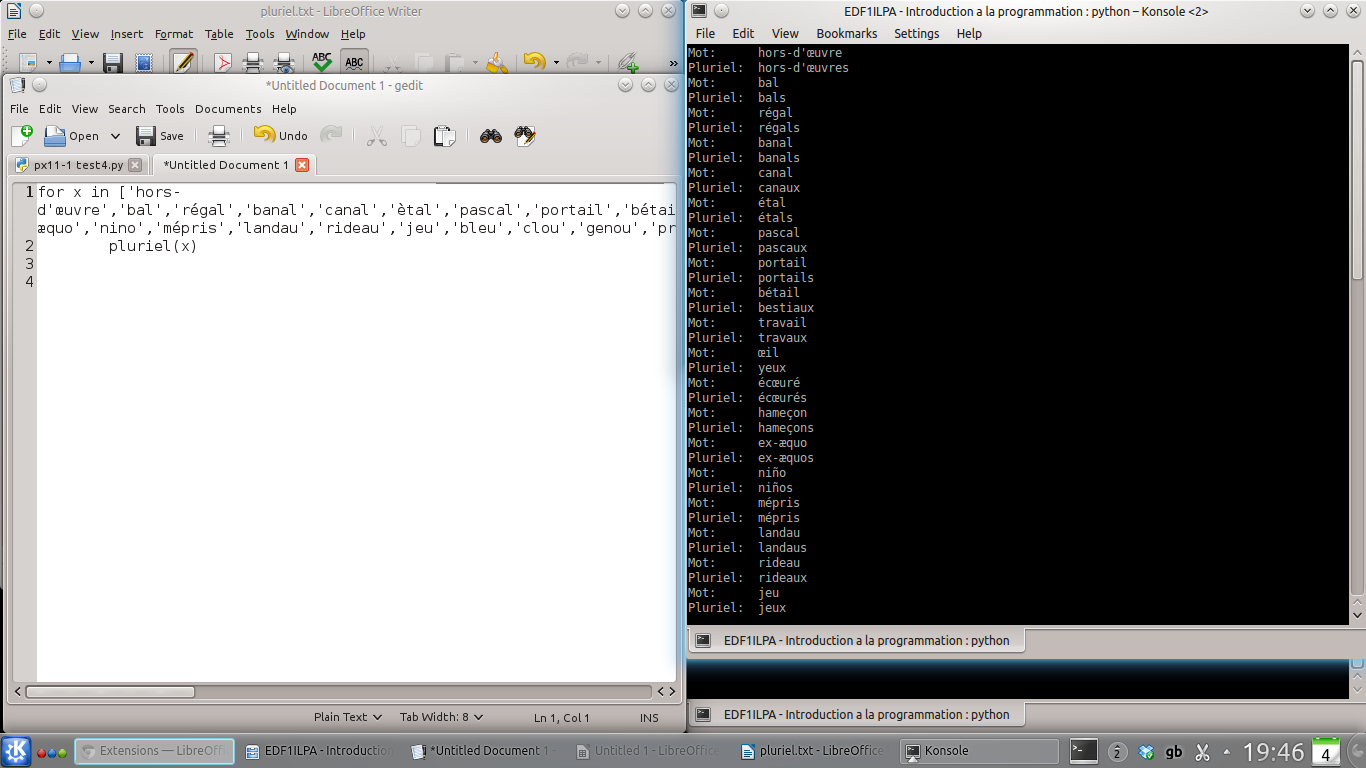 pluriel.txt - LibreOffice Writer
File Edit View Insert Format Table Tools Window Help
ABC ABC »
*Untitled Document 1 - gedit
File Edit View Search Tools Documents Help
Open Save Undo
px11-1 test4.py *Untitled Document 1
1 for x in ['hors-
d'œuvre','bal','régal','banal','canal','ètal','pascal','portail','bétai
æquo','nino','mépris','landau','rideau','jeu','bleu','clou','genou','pr
2 pluriel(x)
3
4
Plain Text Tab Width: 8 Ln 1, Col 1 INS
EDF1ILPA - Introduction a la programmation : python – Konsole <2>
File Edit View Bookmarks Settings Help
Mot: hors-d'œuvre
Pluriel: hors-d'œuvres
Mot: bal
Pluriel: bals
Mot: régal
Pluriel: régals
Mot: banal
Pluriel: banals
Mot: canal
Pluriel: canaux
Mot: étal
Pluriel: étals
Mot: pascal
Pluriel: pascaux
Mot: portail
Pluriel: portails
Mot: bétail
Pluriel: bestiaux
Mot: travail
Pluriel: travaux
Mot: œil
Pluriel: yeux
Mot: écœuré
Pluriel: écœurés
Mot: hameçon
Pluriel: hameçons
Mot: ex-æquo
Pluriel: ex-æquos
Mot: niño
Pluriel: niños
Mot: mépris
Pluriel: mépris
Mot: landau
Pluriel: landaus
Mot: rideau
Pluriel: rideaux
Mot: jeu
Pluriel: jeux
EDF1ILPA - Introduction a la programmation : python
EDF1ILPA - Introduction a la programmation : python
Extensions — LibreOff EDF1ILPA - Introduction *Untitled Document 1 - Untitled 1 - LibreOffic pluriel.txt - LibreOffice Konsole 2 gb 19:46 4